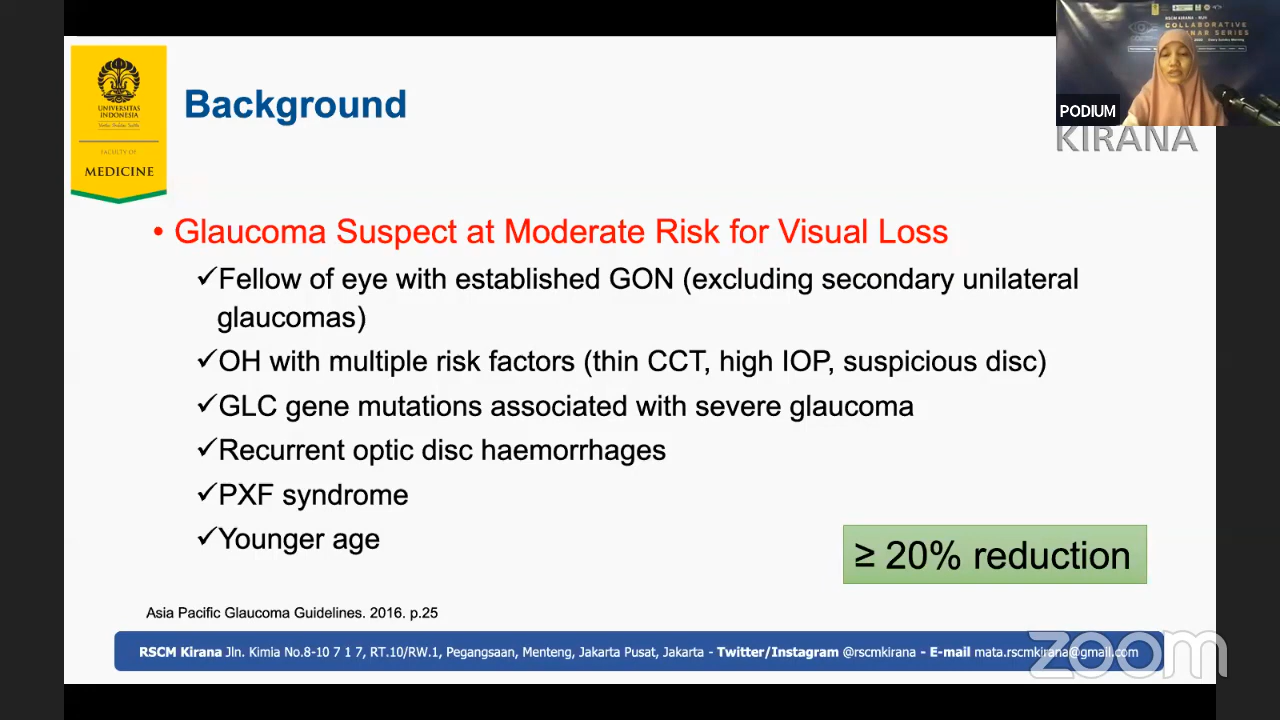 UNIVERSITAS
INDONESIA
FACULTY OF
MEDICINE
Background
COLLABORATIVE
PODIUM
KIRANA
• Glaucoma Suspect at Moderate Risk for Visual Loss
✓Fellow of eye with established GON (excluding secondary unilateral
glaucomas)
✓OH with multiple risk factors (thin CCT, high IOP, suspicious disc)
✓GLC gene mutations associated with severe glaucoma
✓Recurrent optic disc haemorrhages
✓PXF syndrome
✓Younger age
≥ 20% reduction
Asia Pacific Glaucoma Guidelines. 2016. p.25
RSCM Kirana Jln. Kimia No.8-10 7 1 7, RT.10/RW.1, Pegangsaan, Menteng, Jakarta Pusat, Jakarta - Twitter/Instagram @rscmkirana - E-mail mata.rscmkirana@gmail.com
zoom